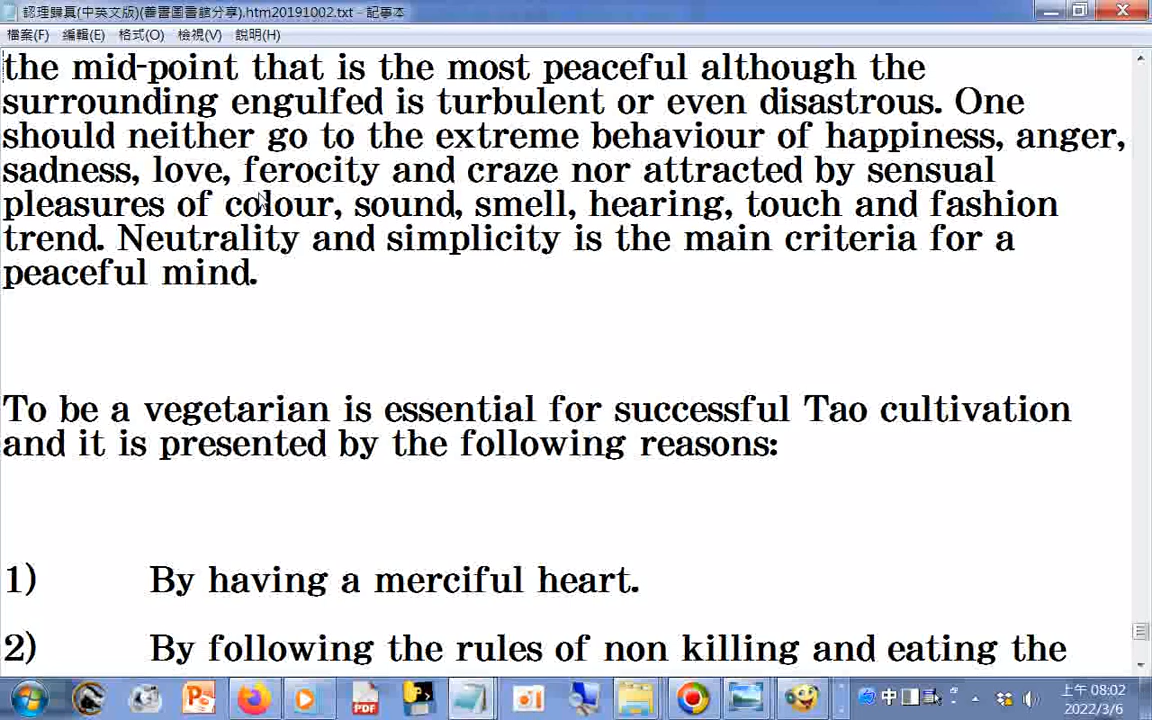 認理歸真(中英文版)(善書圖書館分享).htm20191002.txt - 記事本
檔案(F) 編輯(E) 格式(O) 檢視(V) 說明(H)
the mid-point that is the most peaceful although the
surrounding engulfed is turbulent or even disastrous. One
should neither go to the extreme behaviour of happiness, anger,
sadness, love, ferocity and craze nor attracted by sensual
pleasures of colour, sound, smell, hearing, touch and fashion
trend. Neutrality and simplicity is the main criteria for a
peaceful mind.
To be a vegetarian is essential for successful Tao cultivation
and it is presented by the following reasons:
1) By having a merciful heart.
2) By following the rules of non killing and eating the
中
上午 08:02
2022/3/6